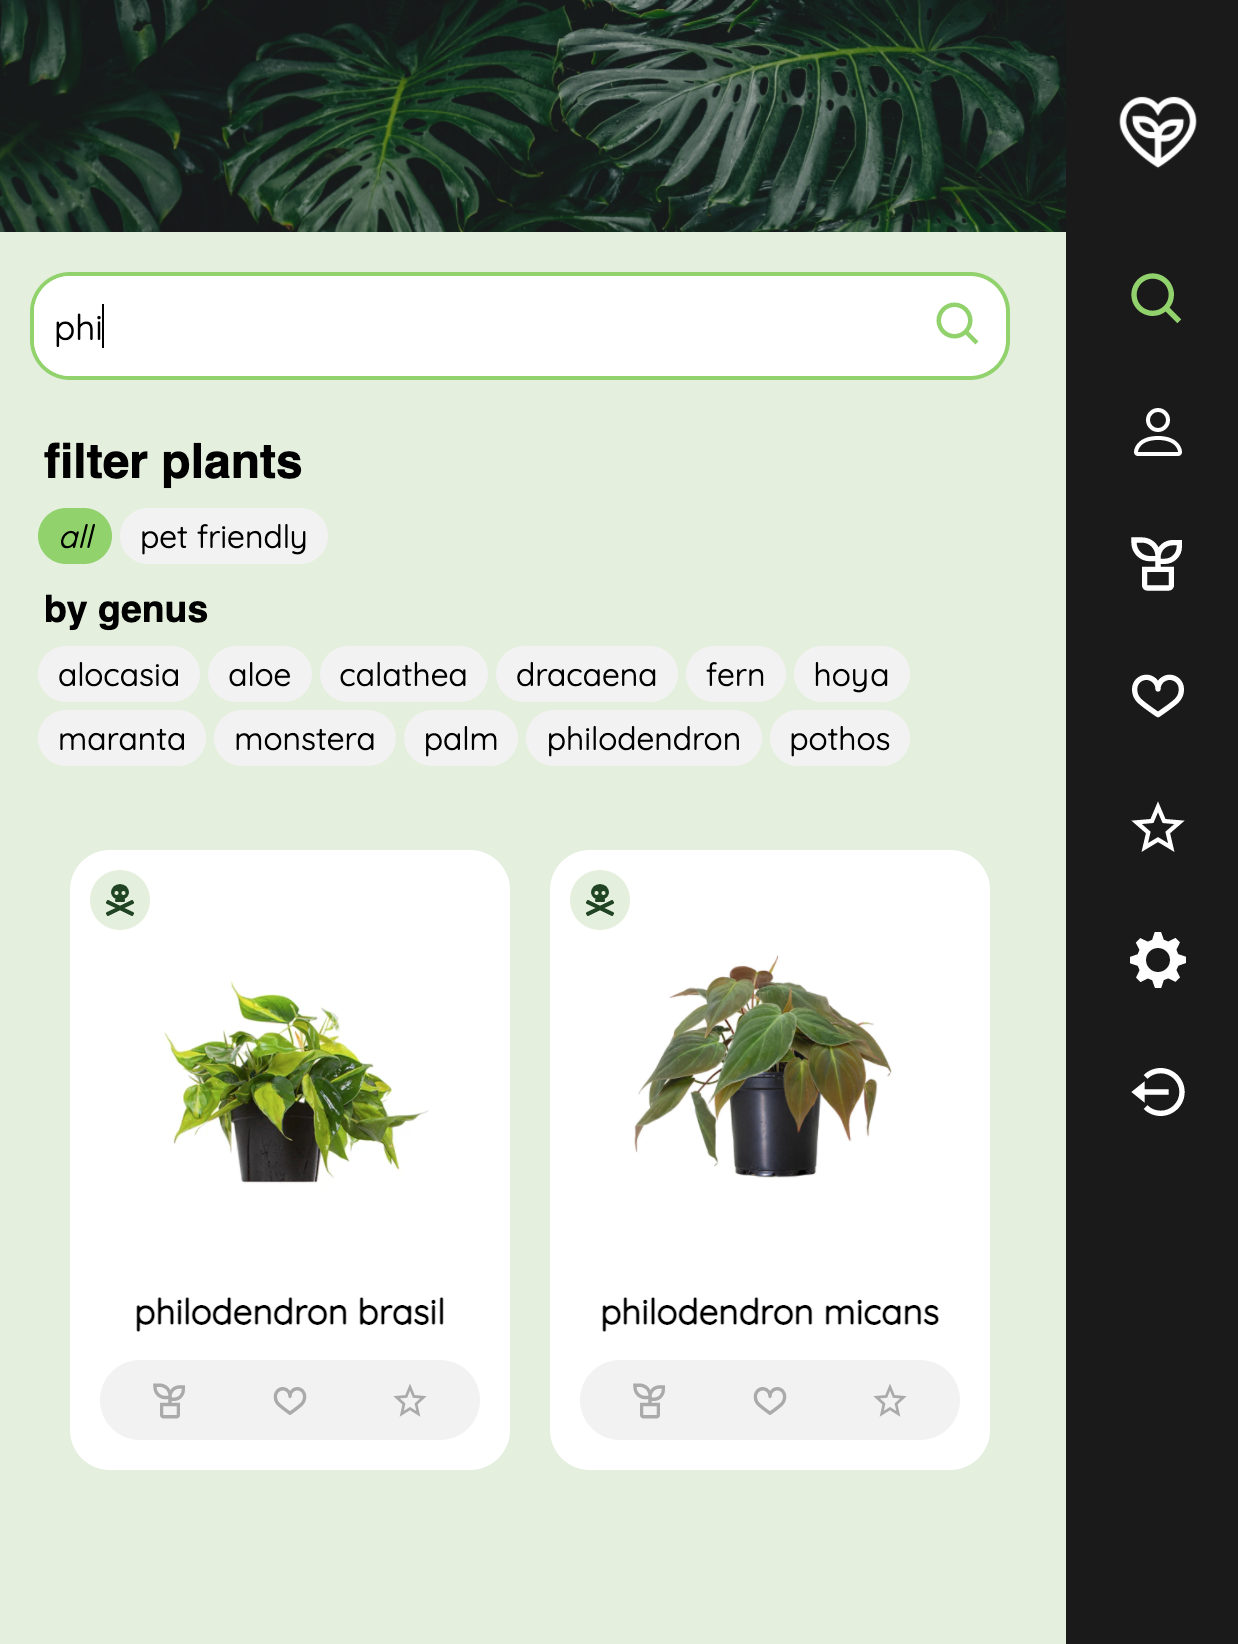 phi
filter plants
all pet friendly
by genus
alocasia aloe calathea dracaena fern hoya
maranta monstera palm philodendron pothos
philodendron brasil
philodendron micans